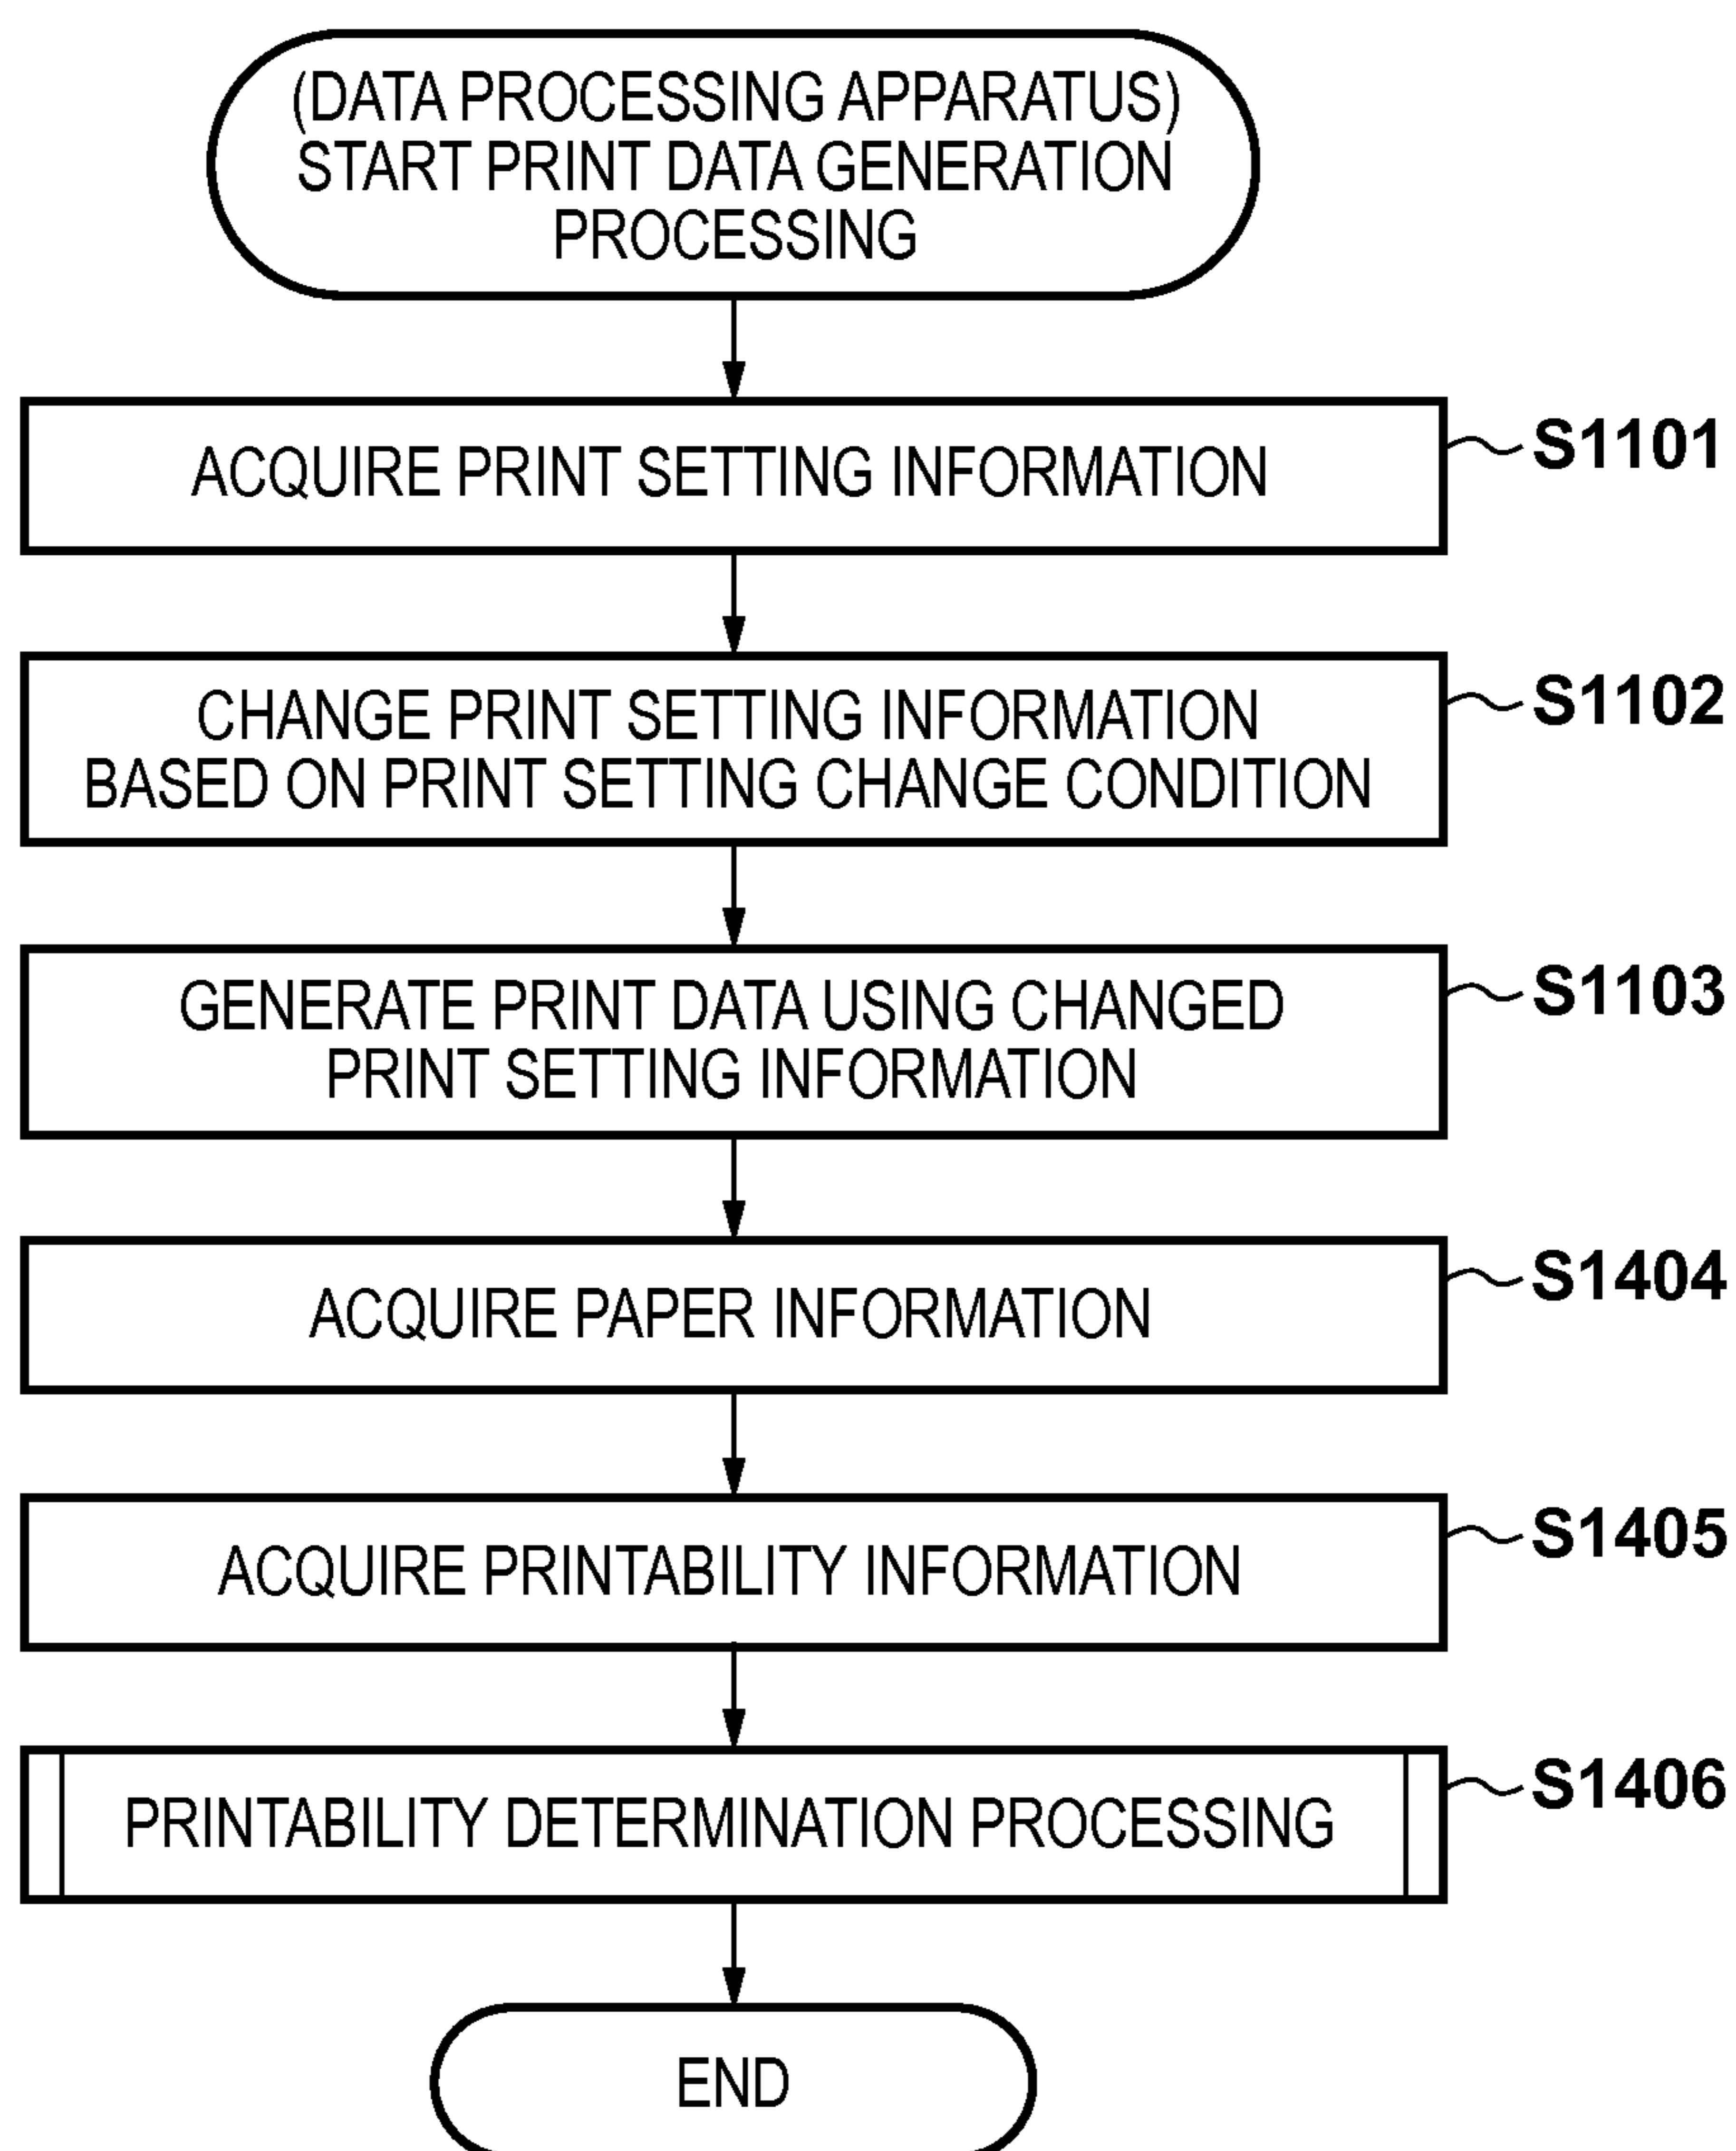 (DATA PROCESSING APPARATUS)
START PRINT DATA GENERATION
PROCESSING
ACQUIRE PRINT SETTING INFORMATION
S1101
CHANGE PRINT SETTING INFORMATION
BASED ON PRINT SETTING CHANGE CONDITION
S1102
GENERATE PRINT DATA USING CHANGED
PRINT SETTING INFORMATION
S1103
ACQUIRE PAPER INFORMATION
S1404
ACQUIRE PRINTABILITY INFORMATION
S1405
PRINTABILITY DETERMINATION PROCESSING
S1406
END